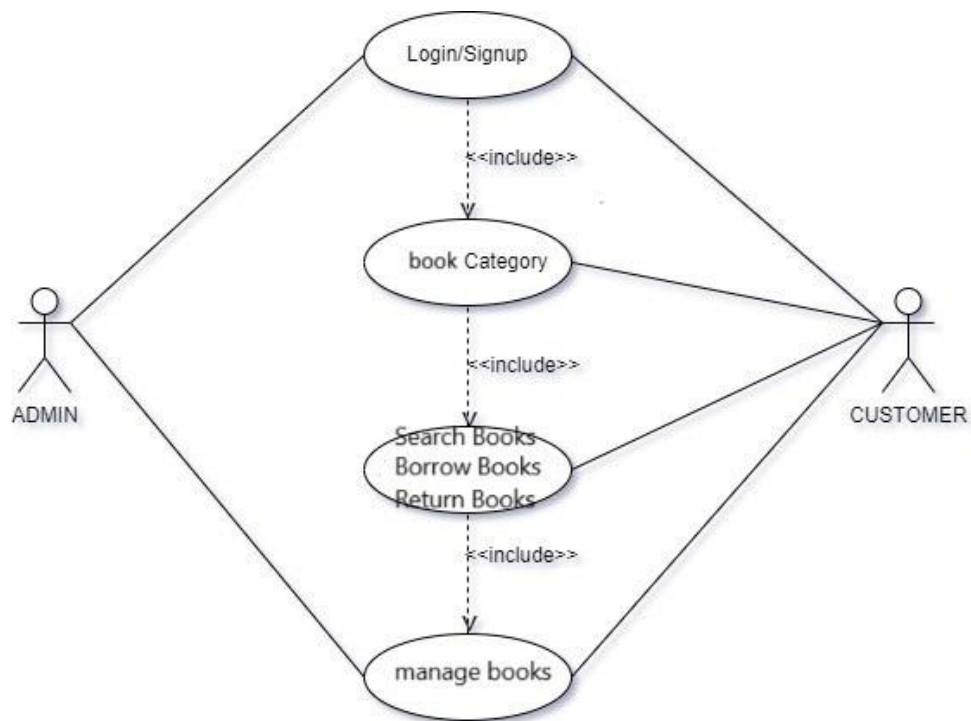 Login/Signup
<<include>>
book Category
<<include>>
ADMIN
CUSTOMER
Search Books
Borrow Books
Return Books
<<include>>
manage books